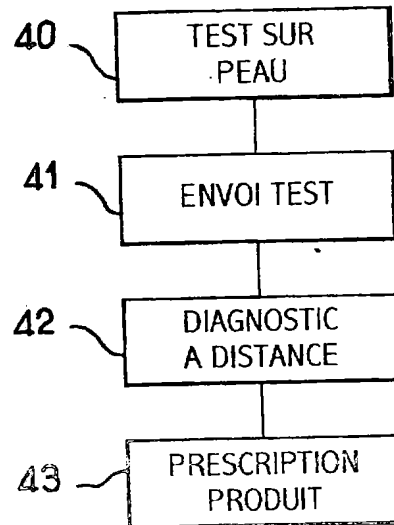 40
TEST SUR
PEAU
41
ENVOI TEST
42
DIAGNOSTIC
A DISTANCE
43
PRESCRIPTION
PRODUIT